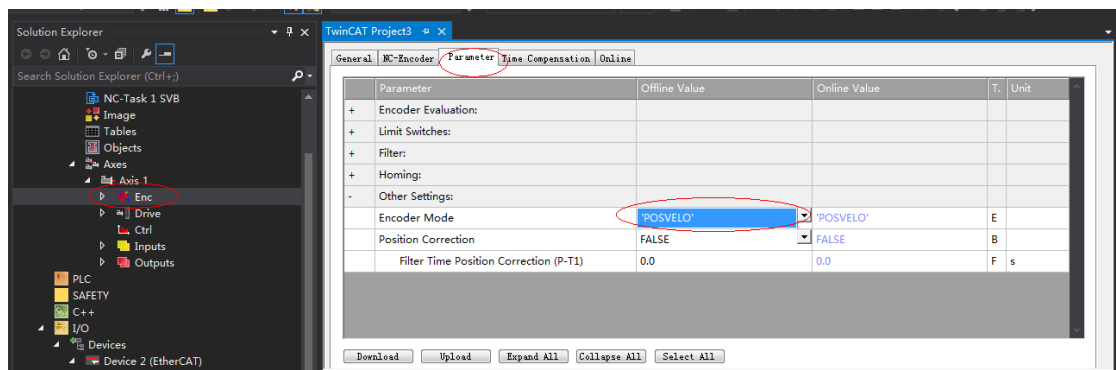 Solution Explorer
TwinCAT Project3
Search Solution Explorer (Ctrl+;)
NC-Task 1 SVB
Image
Tables
Objects
Axes
Axis 1
Enc
Drive
Ctrl
Inputs
Outputs
PLC
SAFETY
C++
I/O
Devices
Device 2 (EtherCAT)
General NC-Encoder Parameter Time Compensation Online
Parameter Offline Value Online Value T. Unit
+ Encoder Evaluation:
+ Limit Switches:
+ Filter:
+ Homing:
- Other Settings:
Encoder Mode 'POSVELO' 'POSVELO' E
Position Correction FALSE FALSE B
Filter Time Position Correction (P-T1) 0.0 0.0 F s
Download Upload Expand All Collapse All Select All